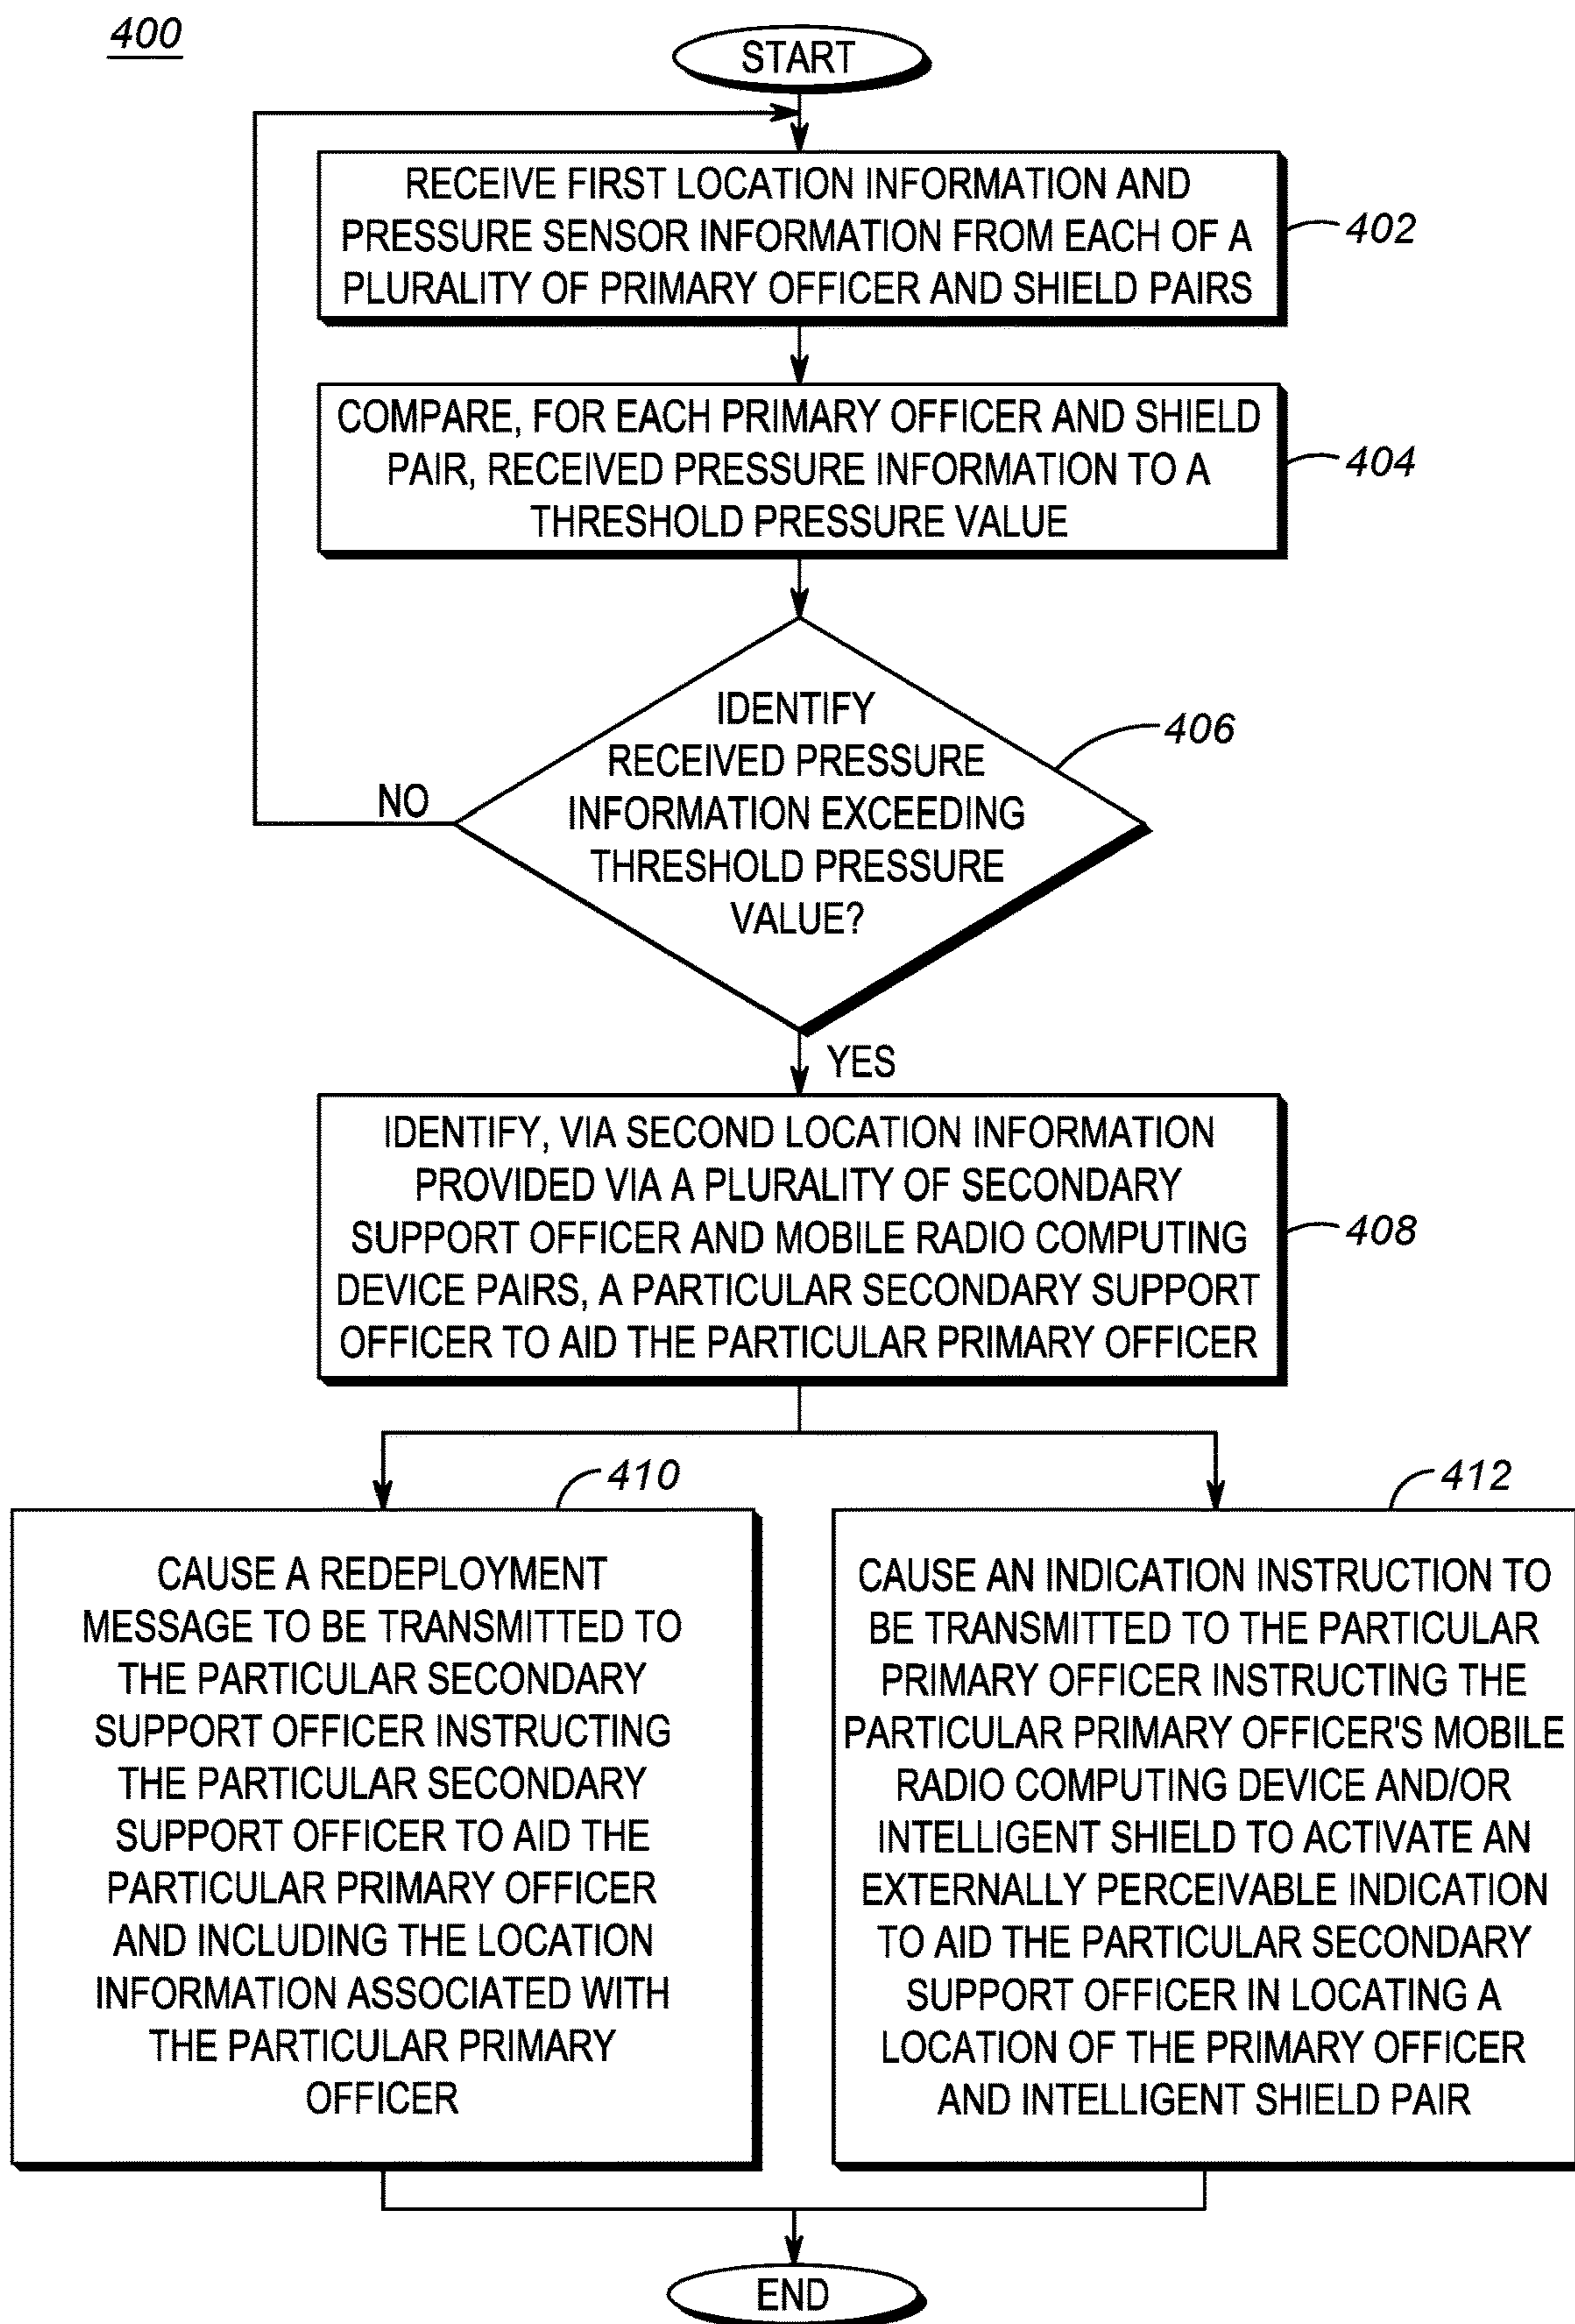 400
START
RECEIVE FIRST LOCATION INFORMATION AND
PRESSURE SENSOR INFORMATION FROM EACH OF A
PLURALITY OF PRIMARY OFFICER AND SHIELD PAIRS
402
COMPARE, FOR EACH PRIMARY OFFICER AND SHIELD
PAIR, RECEIVED PRESSURE INFORMATION TO A
THRESHOLD PRESSURE VALUE
404
IDENTIFY
RECEIVED PRESSURE
INFORMATION EXCEEDING
THRESHOLD PRESSURE
VALUE?
406
NO
YES
IDENTIFY, VIA SECOND LOCATION INFORMATION
PROVIDED VIA A PLURALITY OF SECONDARY
SUPPORT OFFICER AND MOBILE RADIO COMPUTING
DEVICE PAIRS, A PARTICULAR SECONDARY SUPPORT
OFFICER TO AID THE PARTICULAR PRIMARY OFFICER
408
410
CAUSE A REDEPLOYMENT
MESSAGE TO BE TRANSMITTED TO
THE PARTICULAR SECONDARY
SUPPORT OFFICER INSTRUCTING
THE PARTICULAR SECONDARY
SUPPORT OFFICER TO AID THE
PARTICULAR PRIMARY OFFICER
AND INCLUDING THE LOCATION
INFORMATION ASSOCIATED WITH
THE PARTICULAR PRIMARY
OFFICER
412
CAUSE AN INDICATION INSTRUCTION TO
BE TRANSMITTED TO THE PARTICULAR
PRIMARY OFFICER INSTRUCTING THE
PARTICULAR PRIMARY OFFICER'S MOBILE
RADIO COMPUTING DEVICE AND/OR
INTELLIGENT SHIELD TO ACTIVATE AN
EXTERNALLY PERCEIVABLE INDICATION
TO AID THE PARTICULAR SECONDARY
SUPPORT OFFICER IN LOCATING A
LOCATION OF THE PRIMARY OFFICER
AND INTELLIGENT SHIELD PAIR
END